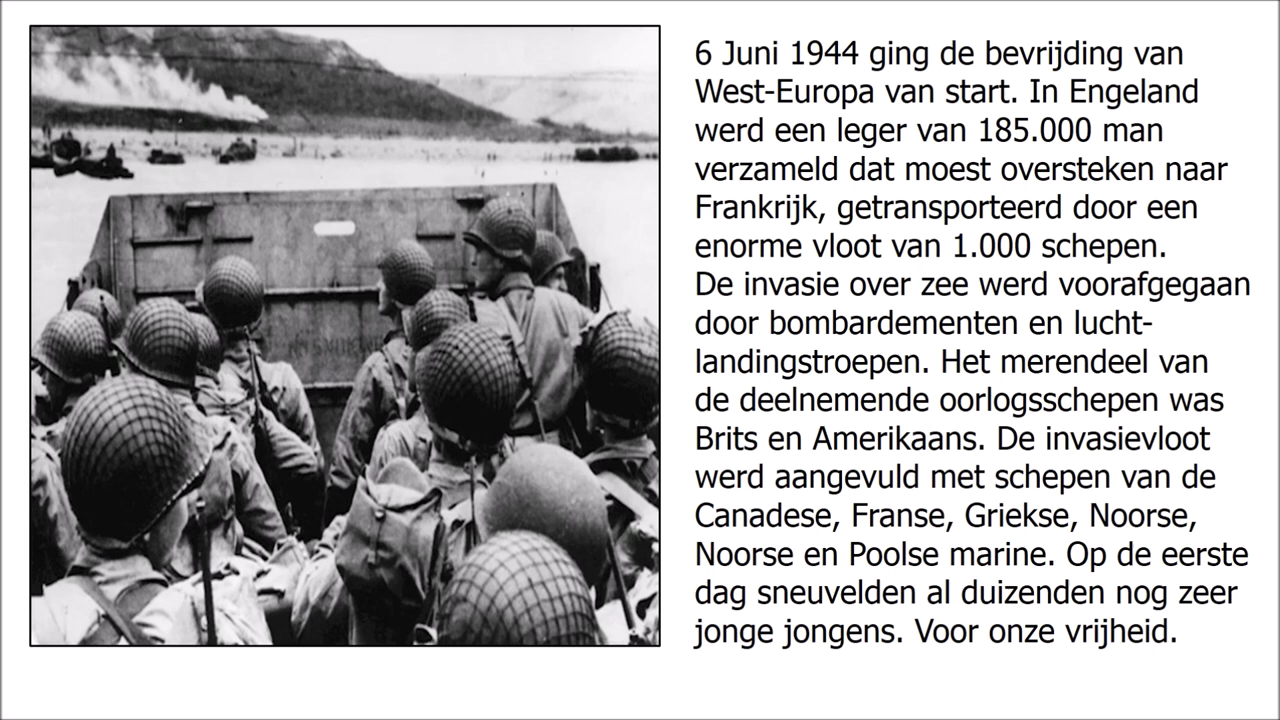 6 Juni 1944 ging de bevrijding van
West-Europa van start. In Engeland
werd een leger van 185.000 man
verzameld dat moest oversteken naar
Frankrijk, getransporteerd door een
enorme vloot van 1.000 schepen.
De invasie over zee werd voorafgegaan
door bombardementen en lucht-
landingstroepen. Het merendeel van
de deelnemende oorlogsschepen was
Brits en Amerikaans. De invasievloot
werd aangevuld met schepen van de
Canadese, Franse, Griekse, Noorse,
Noorse en Poolse marine. Op de eerste
dag sneuvelden al duizenden nog zeer
jonge jongens. Voor onze vrijheid.